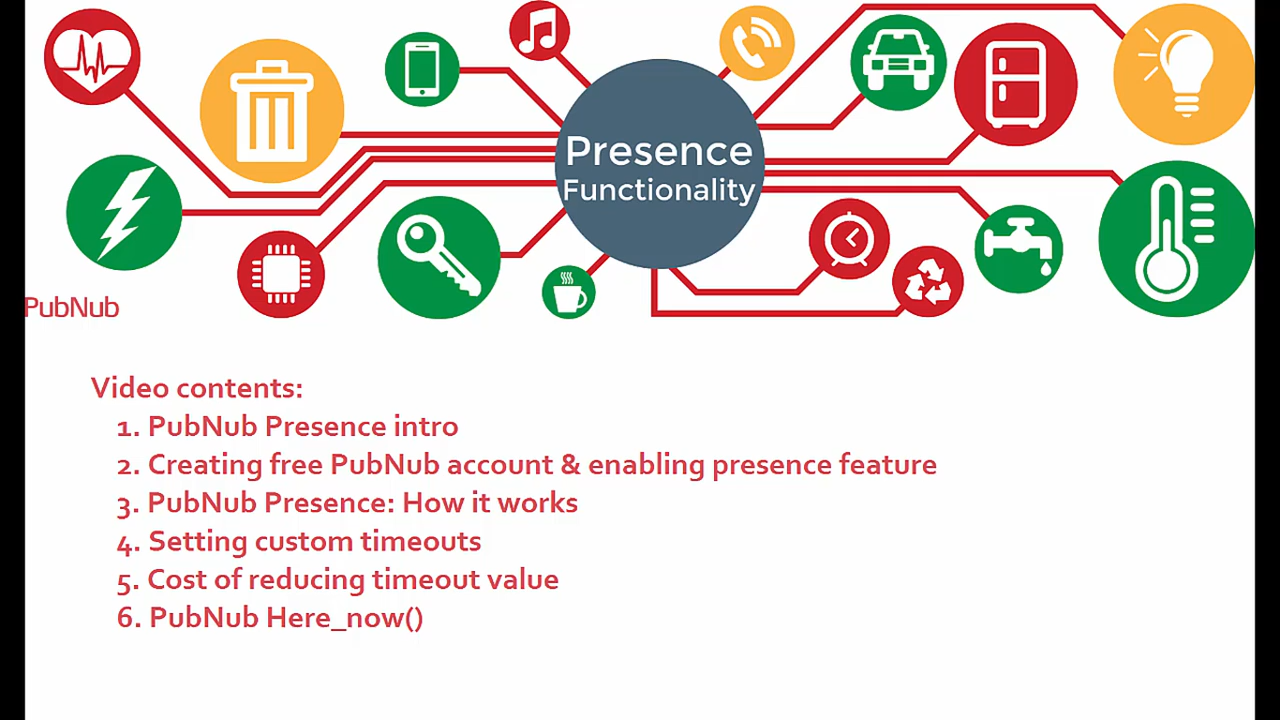 Presence
Functionality
PubNub
Video contents:
1. PubNub Presence intro
2. Creating free PubNub account & enabling presence feature
3. PubNub Presence: How it works
4. Setting custom timeouts
5. Cost of reducing timeout value
6. PubNub Here_now()